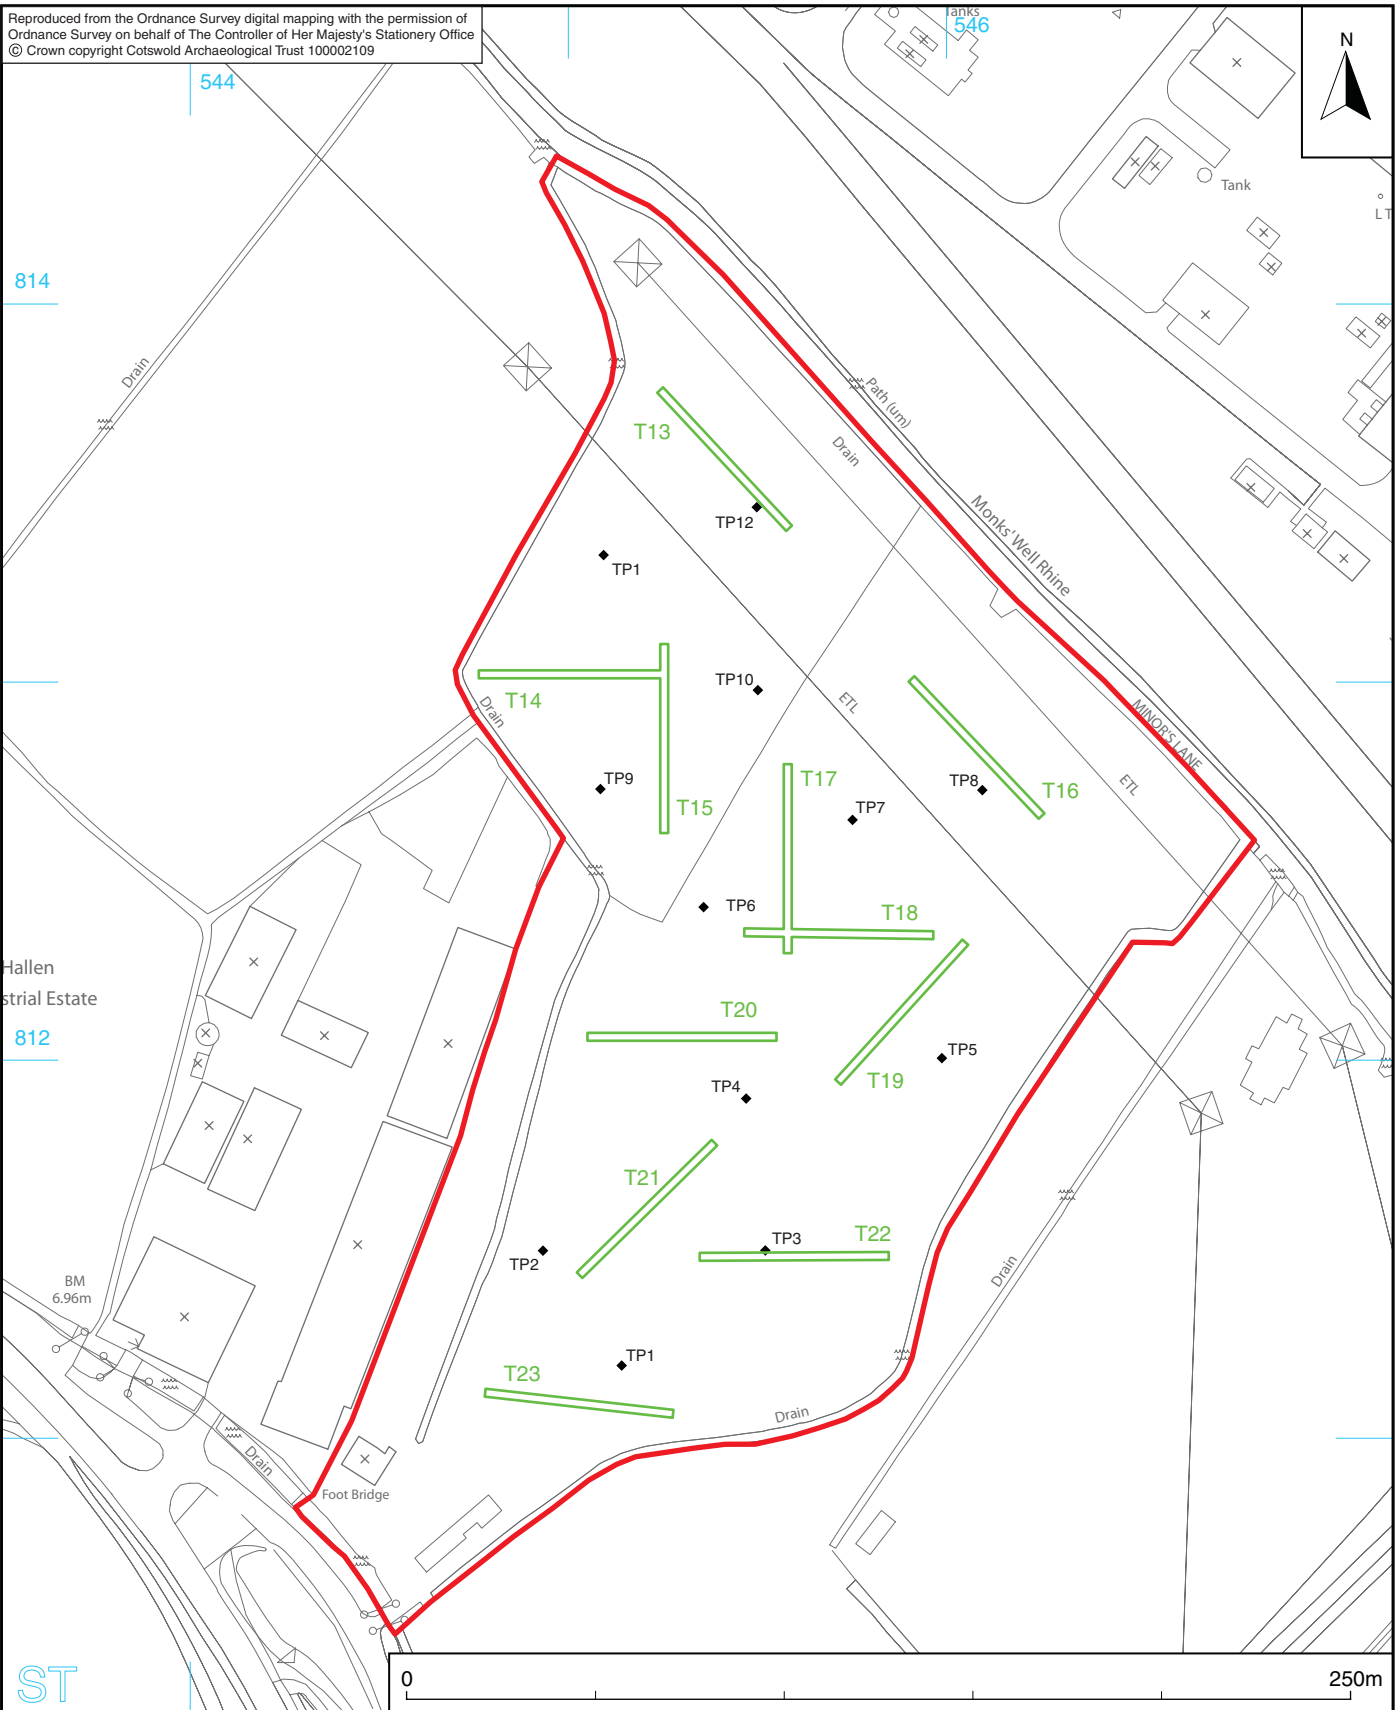 Reproduced from the Ordnance Survey digital mapping with the permission of
Ordnance Survey on behalf of The Controller of Her Majesty's Stationery Office
© Crown copyright Cotswold Archaeological Trust 100002109
Tanks
546
N
544
Tank
L T
814
Drain
Path (um)
T13
Drain
TP12
Monks' Well Rhine
TP1
TP10
T14
ETL
Drain
MINOR'S LANE
T17
TP9
TP8
ETL
T16
T15
TP7
TP6
T18
Hallen
strial Estate
T20
812
TP5
T19
TP4
T21
TP3
T22
TP2
Drain
BM
6.96m
TP1
T23
Drain
Drain
Foot Bridge
ST
0
250m